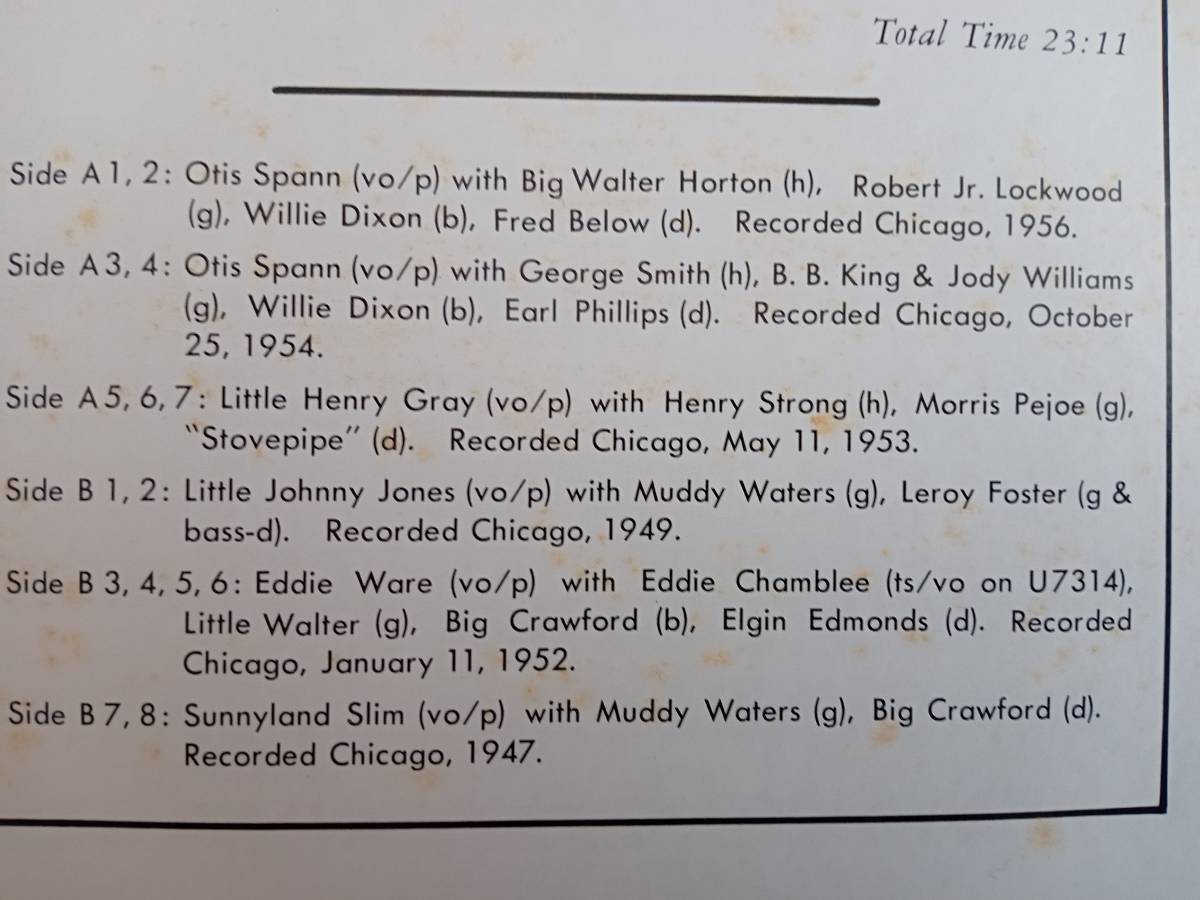 Total Time 23:11
Side A 1, 2: Otis Spann (vo/p) with Big Walter Horton (h), Robert Jr. Lockwood
(g), Willie Dixon (b), Fred Below (d). Recorded Chicago, 1956.
Side A 3, 4: Otis Spann (vo/p) with George Smith (h), B. B. King & Jody Williams
(g), Willie Dixon (b), Earl Phillips (d). Recorded Chicago, October
25, 1954.
Side A 5, 6, 7: Little Henry Gray (vo/p) with Henry Strong (h), Morris Pejoe (g),
"Stovepipe" (d). Recorded Chicago, May 11, 1953.
Side B 1, 2: Little Johnny Jones (vo/p) with Muddy Waters (g), Leroy Foster (g &
bass-d). Recorded Chicago, 1949.
Side B 3, 4, 5, 6: Eddie Ware (vo/p) with Eddie Chamblee (ts/vo on U7314),
Little Walter (g), Big Crawford (b), Elgin Edmonds (d). Recorded
Chicago, January 11, 1952.
Side B 7, 8: Sunnyland Slim (vo/p) with Muddy Waters (g), Big Crawford (d).
Recorded Chicago, 1947.